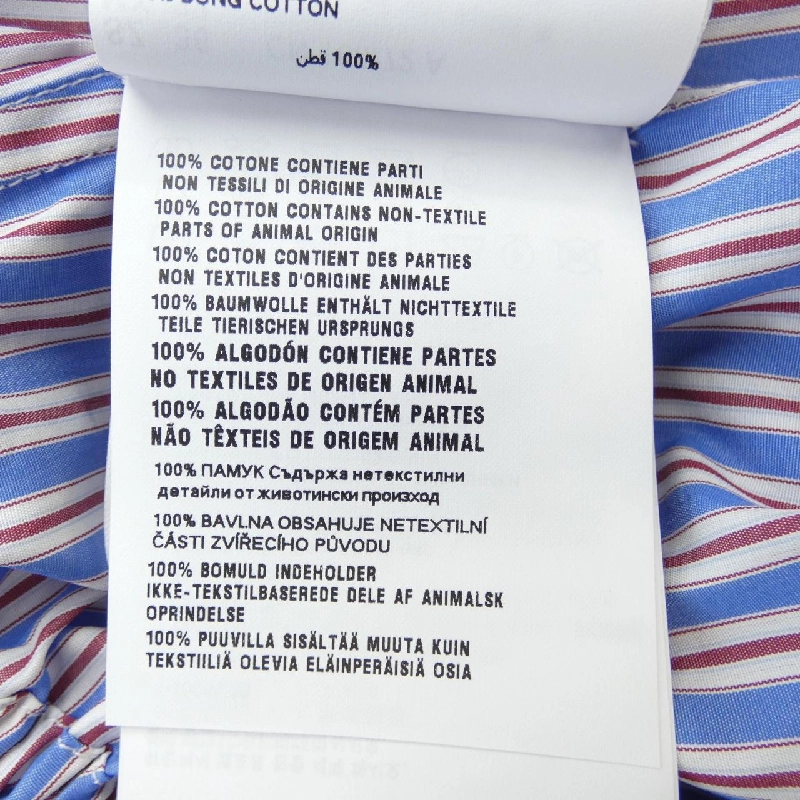 COTTON
100% قطن
100% COTONE CONTIENE PARTI
NON TESSILI DI ORIGINE ANIMALE
100% COTTON CONTAINS NON-TEXTILE
PARTS OF ANIMAL ORIGIN
100% COTON CONTIENT DES PARTIES
NON TEXTILES D'ORIGINE ANIMALE
100% BAUMWOLLE ENTHÄLT NICHTTEXTILE
TEILE TIERISCHEN URSPRUNGS
100% ALGODÓN CONTIENE PARTES
NO TEXTILES DE ORIGEN ANIMAL
100% ALGODÃO CONTÉM PARTES
NÃO TÊXTEIS DE ORIGEM ANIMAL
100% ПАМУК Съдържа нетекстилни
детайли от животински произход
100% BAVLNA OBSAHUJE NETEXTILNÍ
ČÁSTI ZVÍŘECÍHO PŮVODU
100% BOMULD INDEHOLDER
IKKE-TEKSTILBASEREDE DELE AF ANIMALSK
OPRINDELSE
100% PUUVILLA SISÄLTÄÄ MUUTA KUIN
TEKSTIILIÄ OLEVIA ELÄINPERÄISIÄ OSIA